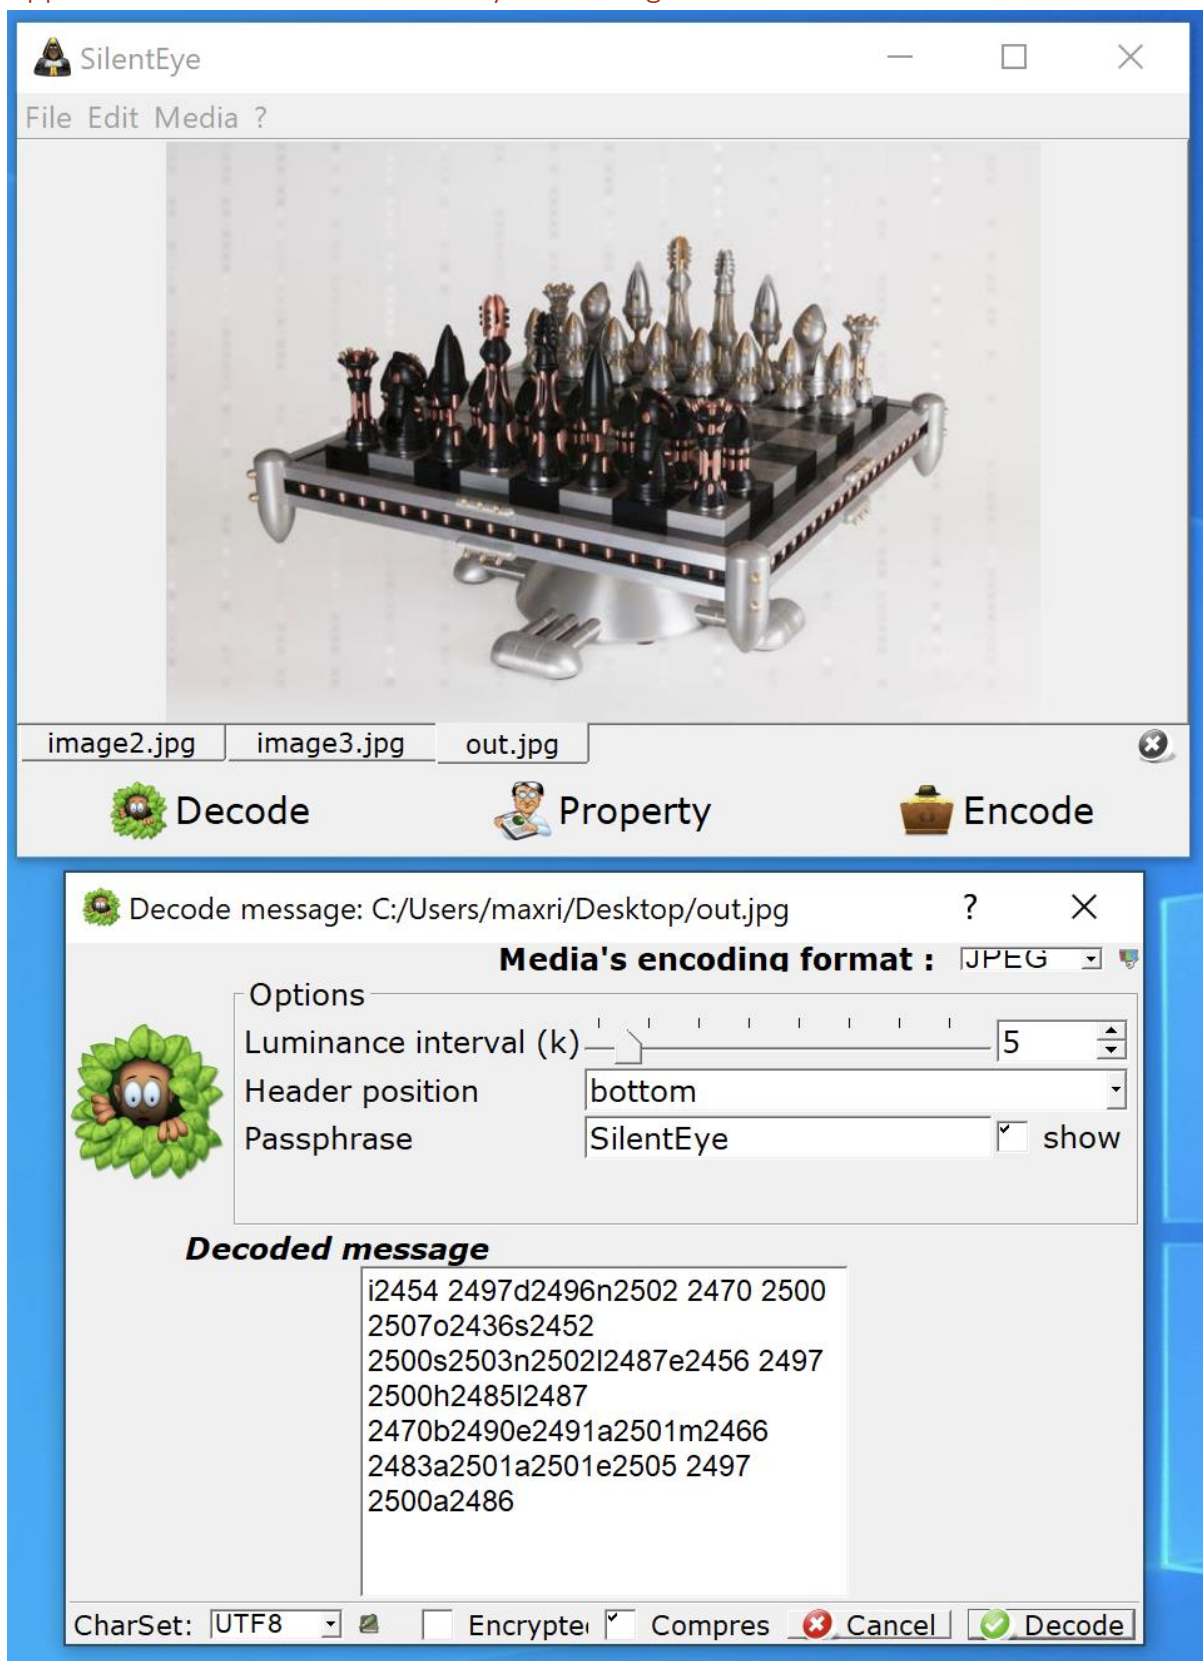 SilentEye
File Edit Media ?
image2.jpg image3.jpg out.jpg
Decode Property Encode
Decode message: C:/Users/maxri/Desktop/out.jpg ?
Media's encoding format : JPEG
Options
Luminance interval (k) 5
Header position bottom
Passphrase SilentEye show
Decoded message
i2454 2497d2496n2502 2470 2500
2507o2436s2452
2500s2503n2502l2487e2456 2497
2500h2485l2487
2470b2490e2491a2501m2466
2483a2501a2501e2505 2497
2500a2486
CharSet: UTF8 Encrypte Compres Cancel Decode